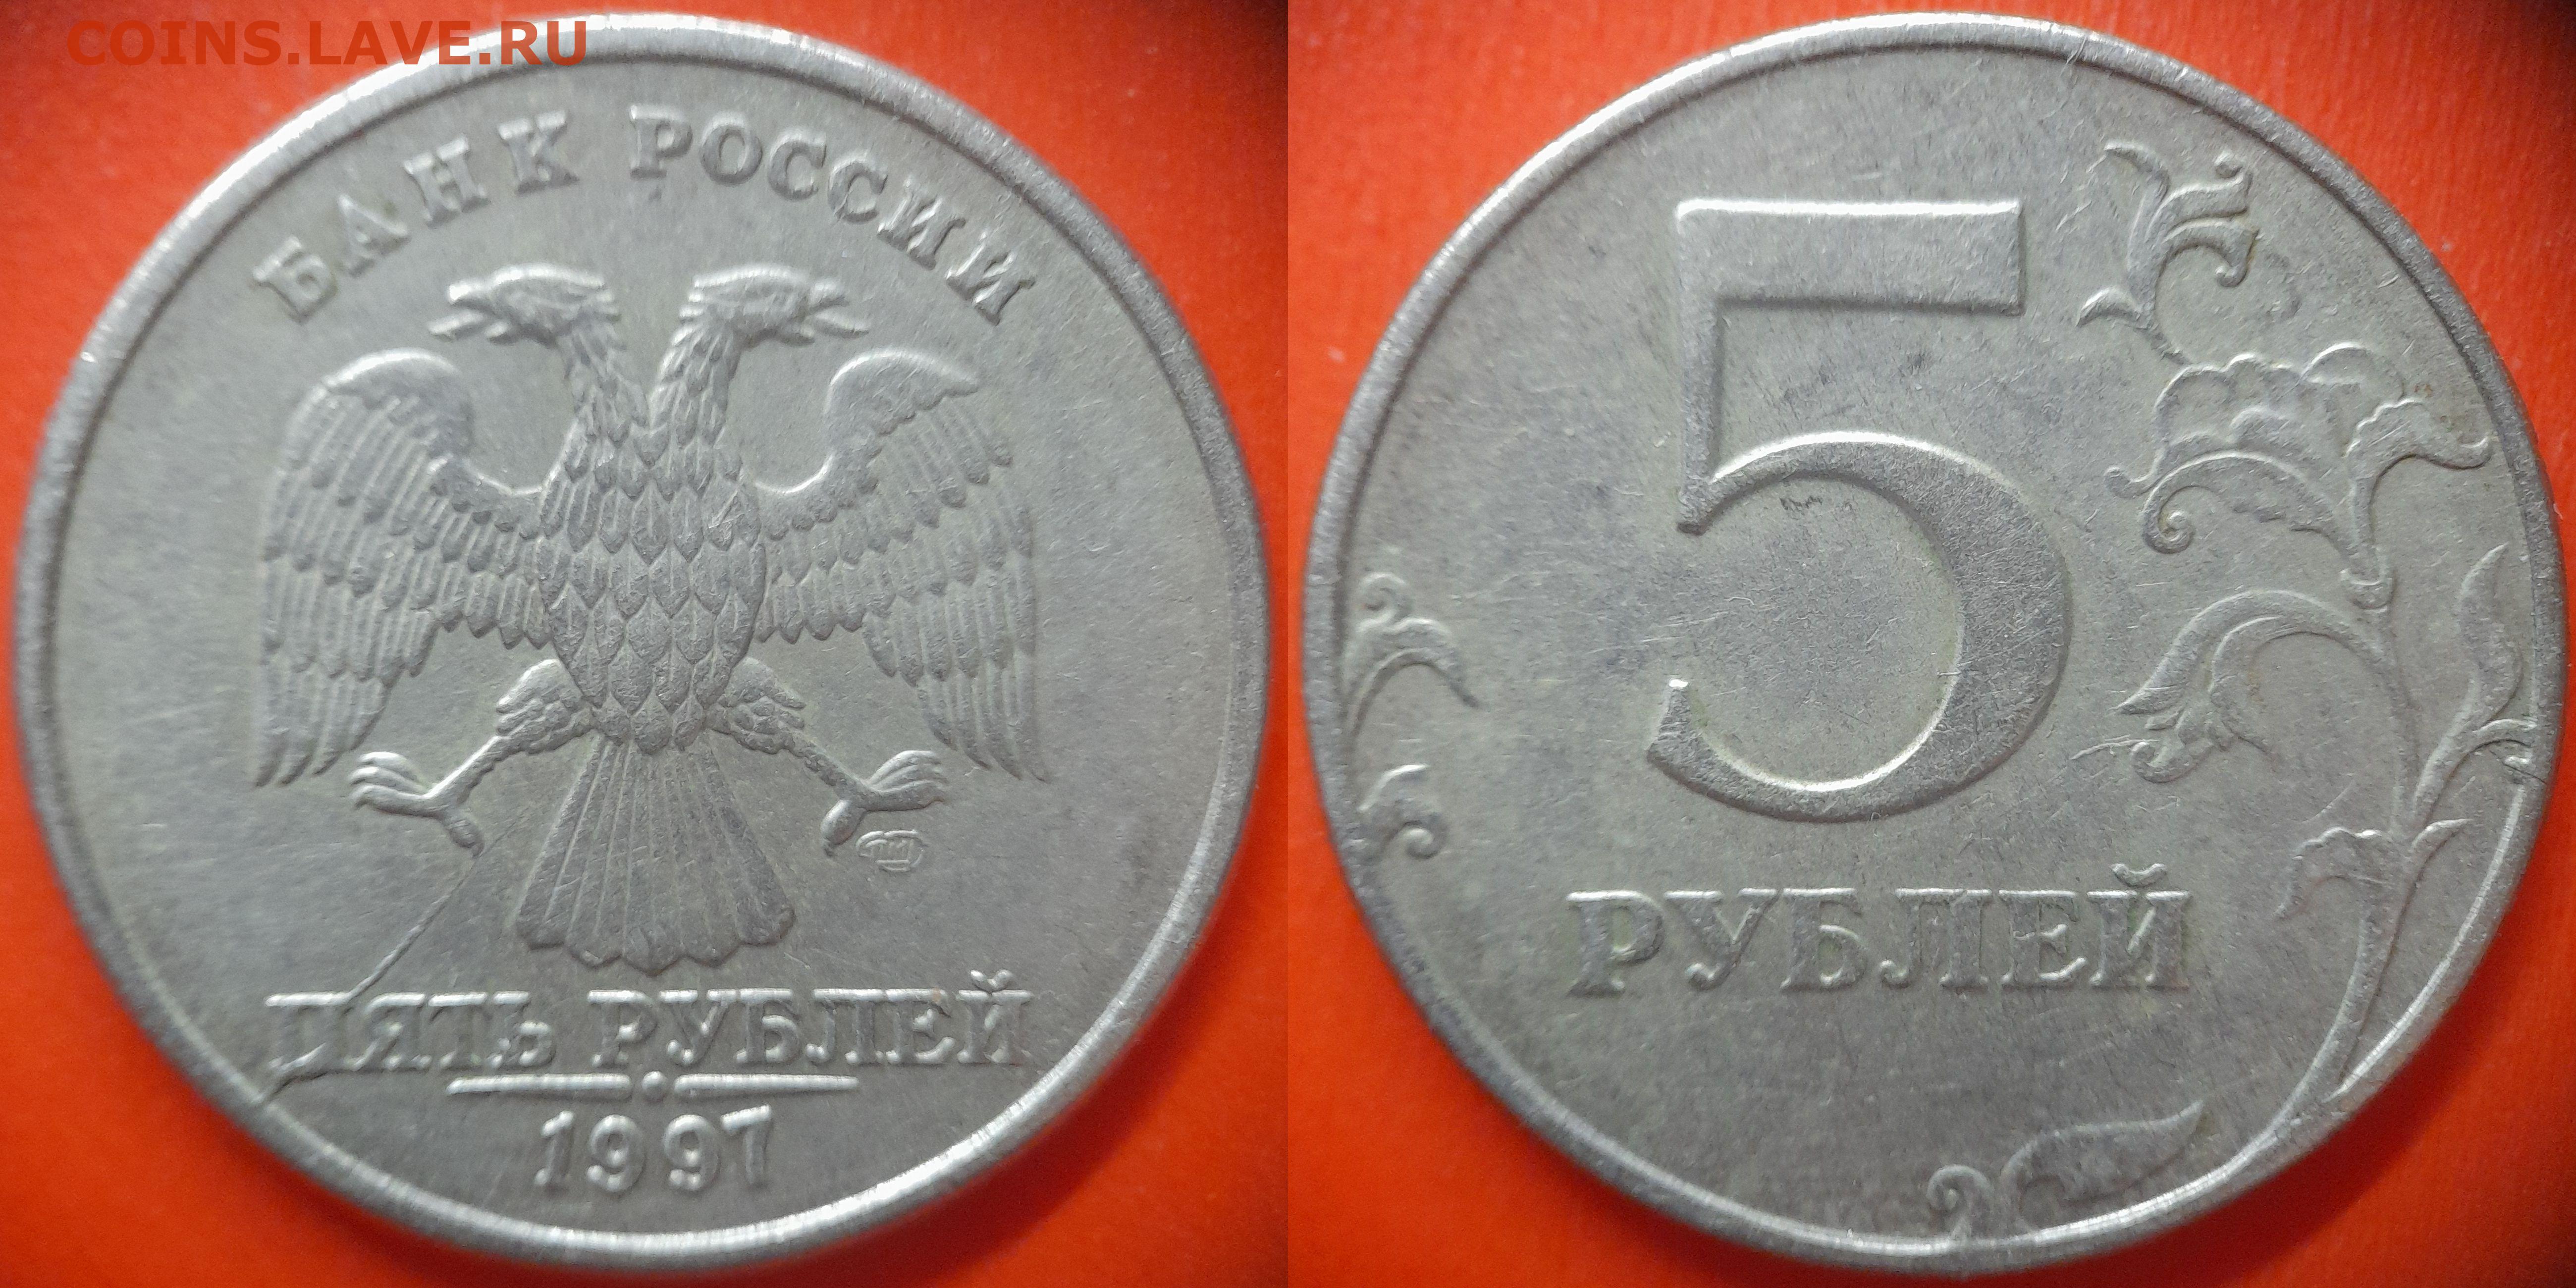 COINS.LAVE.RU
БАНК РОССИИ
ПЯТЬ РУБЛЕЙ
1997
5
РУБЛЕЙ